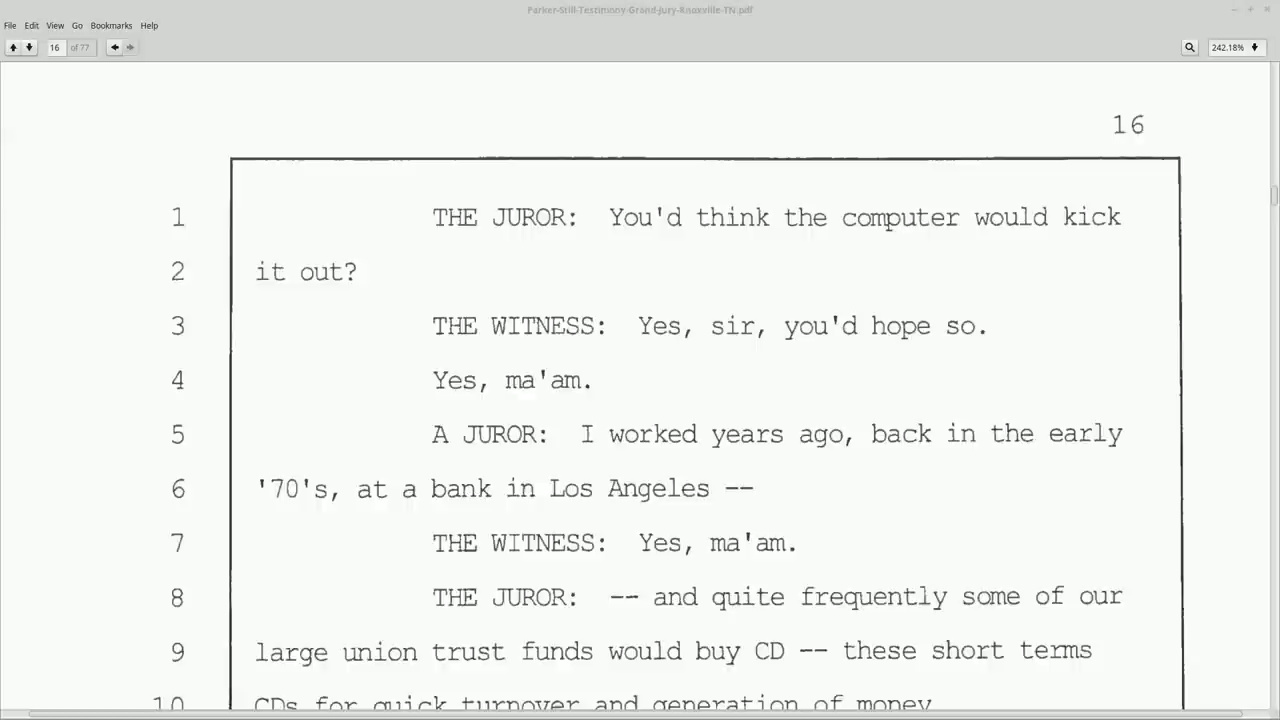 Parker-Still-Testimony-Grand-Jury-Knoxville-TN.pdf
File Edit View Go Bookmarks Help
16 of 77 242.18%
16
1 THE JUROR: You'd think the computer would kick
2 it out?
3 THE WITNESS: Yes, sir, you'd hope so.
4 Yes, ma'am.
5 A JUROR: I worked years ago, back in the early
6 '70's, at a bank in Los Angeles --
7 THE WITNESS: Yes, ma'am.
8 THE JUROR: -- and quite frequently some of our
9 large union trust funds would buy CD -- these short terms
10 CDs for quick turnover and generation of money